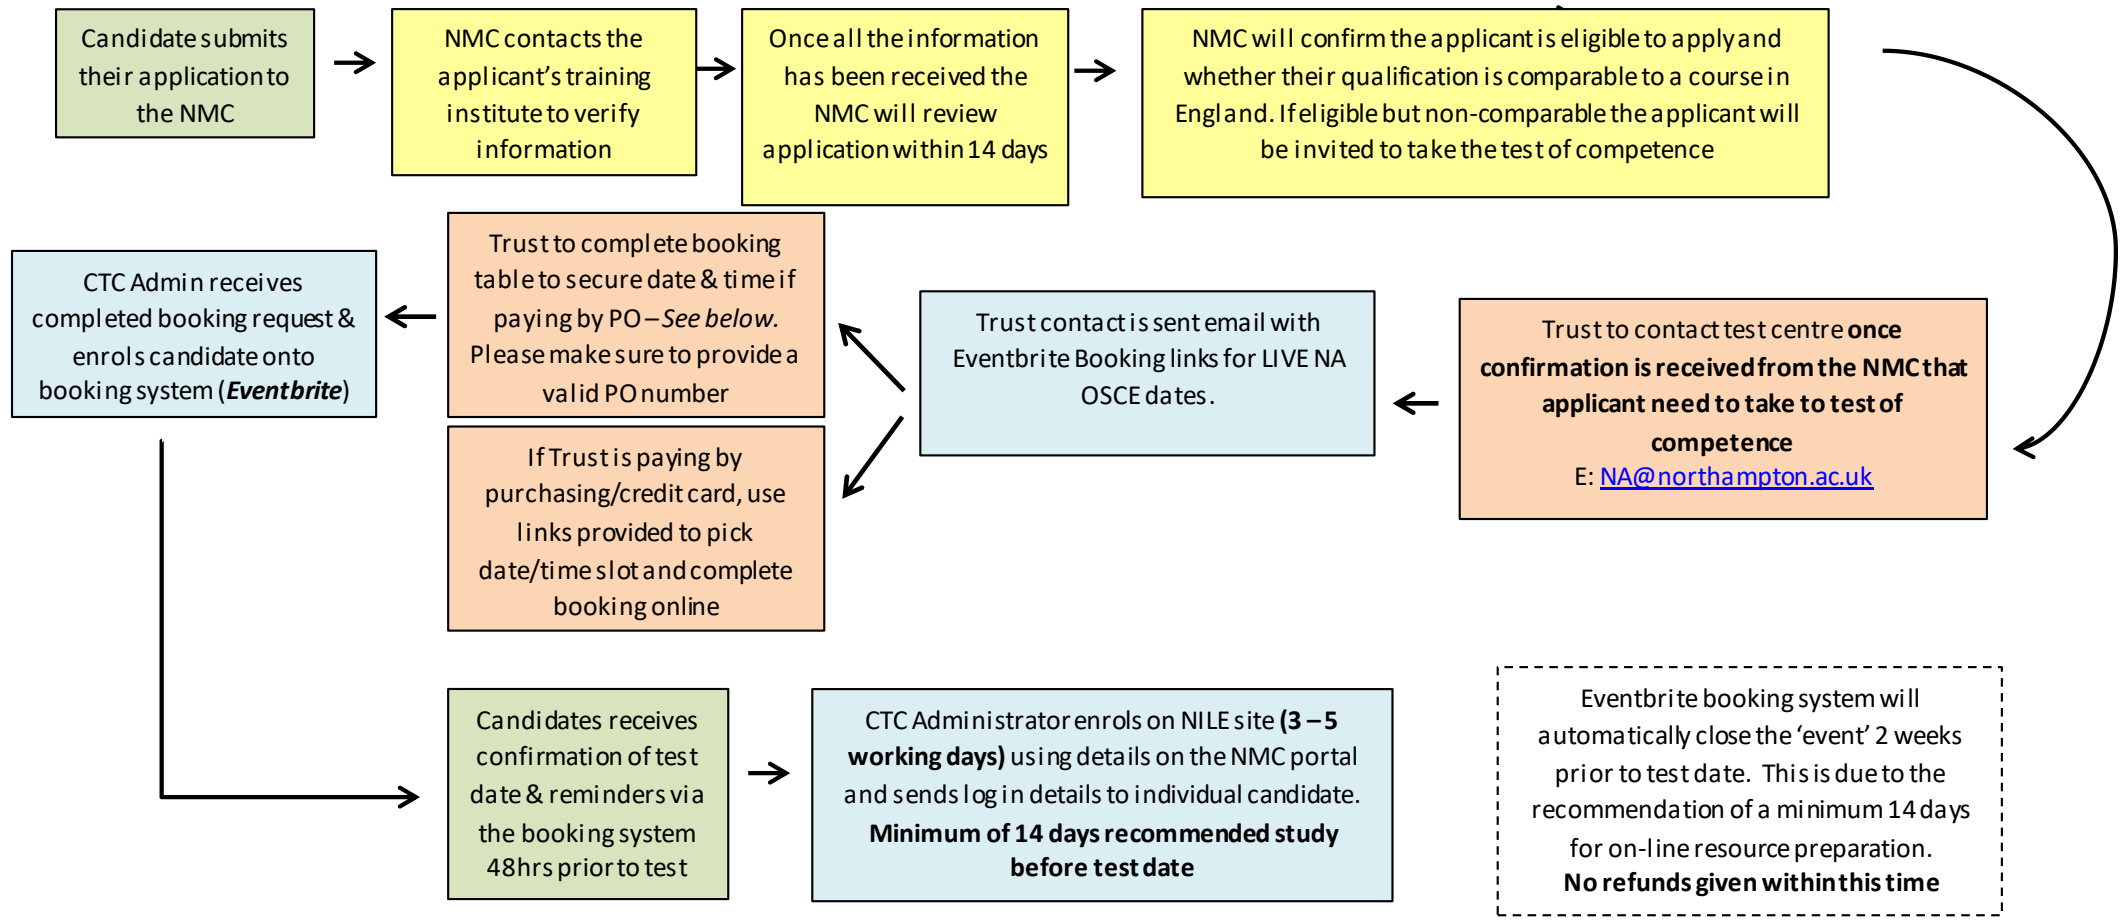 Candidate submits
their application to
the NMC
NMC contacts the
applicant's training
institute to verify
information
Once all the information
has been received the
NMC will review
application within 14 days
NMC will confirm the applicant is eligible to apply and
whether their qualification is comparable to a course in
England. If eligible but non-comparable the applicant will
be invited to take the test of competence
Trust to contact test centre once
confirmation is received from the NMC that
applicant need to take to test of
competence
E: NA@northampton.ac.uk
Trust contact is sent email with
Eventbrite Booking links for LIVE NA
OSCE dates.
Trust to complete booking
table to secure date & time if
paying by PO – See below.
Please make sure to provide a
valid PO number
If Trust is paying by
purchasing/credit card, use
links provided to pick
date/time slot and complete
booking online
CTC Admin receives
completed booking request &
enrols candidate onto
booking system (Eventbrite)
Candidates receives
confirmation of test
date & reminders via
the booking system
48hrs prior to test
CTC Administrator enrols on NILE site (3 – 5
working days) using details on the NMC portal
and sends log in details to individual candidate.
Minimum of 14 days recommended study
before test date
Eventbrite booking system will
automatically close the 'event' 2 weeks
prior to test date. This is due to the
recommendation of a minimum 14 days
for on-line resource preparation.
No refunds given within this time